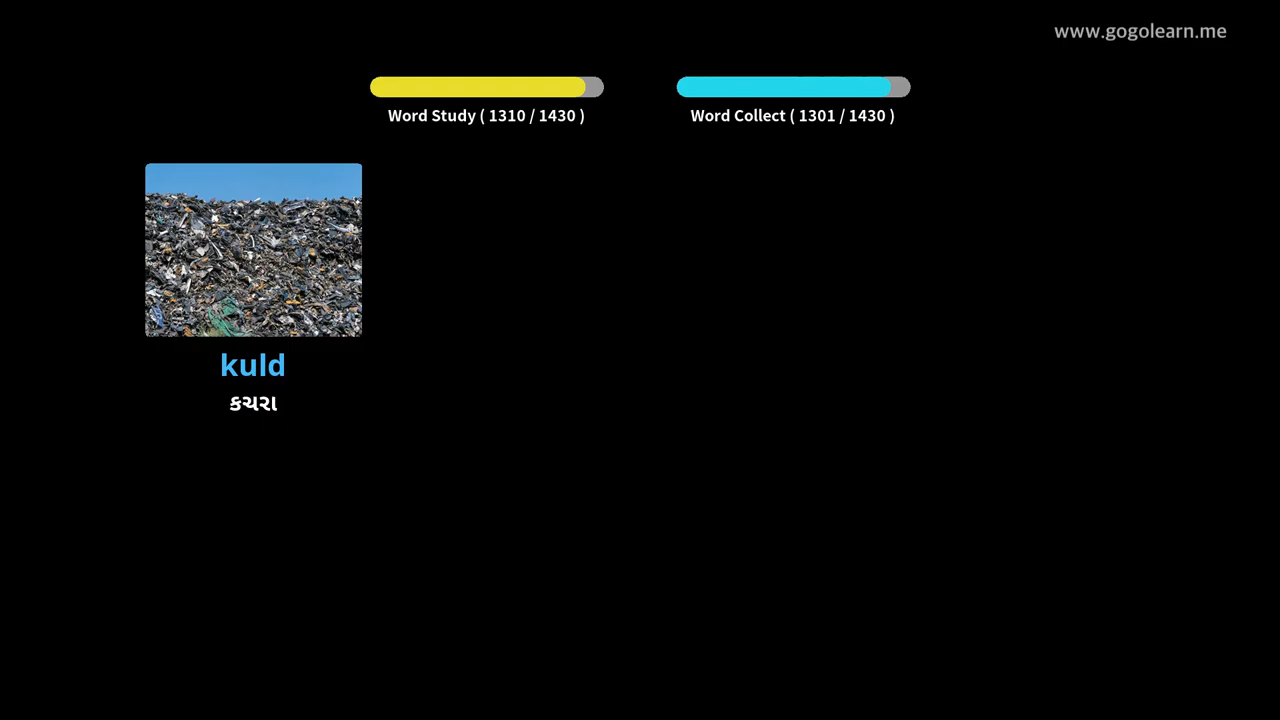 www.gogolearn.me
Word Study ( 1310 / 1430 )
Word Collect ( 1301 / 1430 )
kuld
કચરા